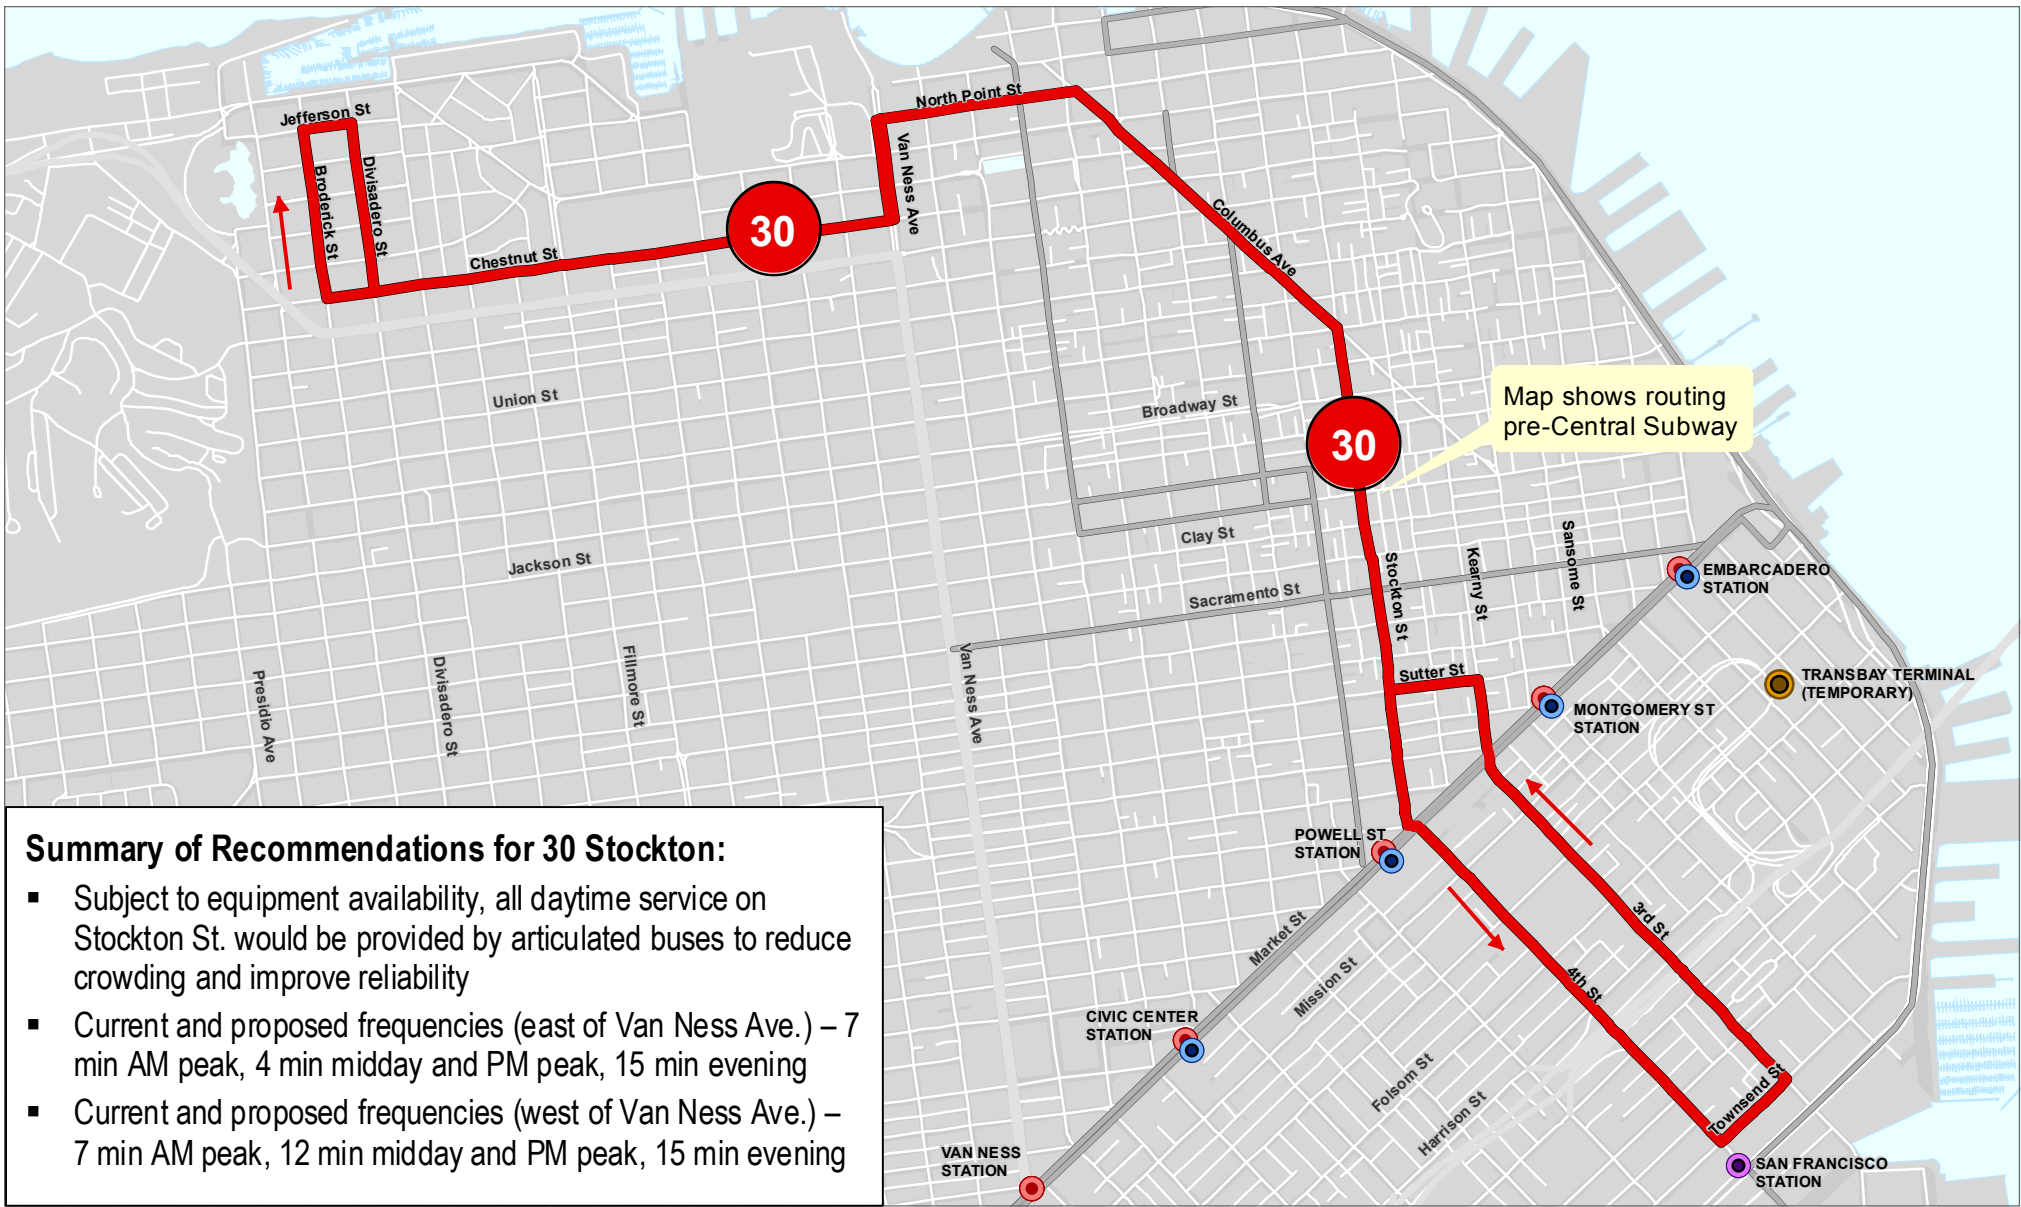 Jefferson St
North Point St
Van Ness Ave
Broderick St
Divisadero St
Chestnut St
30
Columbus Ave
Union St
Broadway St
Map shows routing
pre-Central Subway
30
Clay St
Jackson St
Sacramento St
Stockton St
Kearny St
Sansome St
EMBARCADERO
STATION
Presidio Ave
Divisadero St
Fillmore St
Van Ness Ave
Sutter St
TRANSBAY TERMINAL
(TEMPORARY)
MONTGOMERY ST
STATION
POWELL ST
STATION
Market St
Mission St
3rd St
4th St
CIVIC CENTER
STATION
Folsom St
Harrison St
Townsend St
VAN NESS
STATION
SAN FRANCISCO
STATION
Summary of Recommendations for 30 Stockton:
▪ Subject to equipment availability, all daytime service on
Stockton St. would be provided by articulated buses to reduce
crowding and improve reliability
▪ Current and proposed frequencies (east of Van Ness Ave.) – 7
min AM peak, 4 min midday and PM peak, 15 min evening
▪ Current and proposed frequencies (west of Van Ness Ave.) –
7 min AM peak, 12 min midday and PM peak, 15 min evening